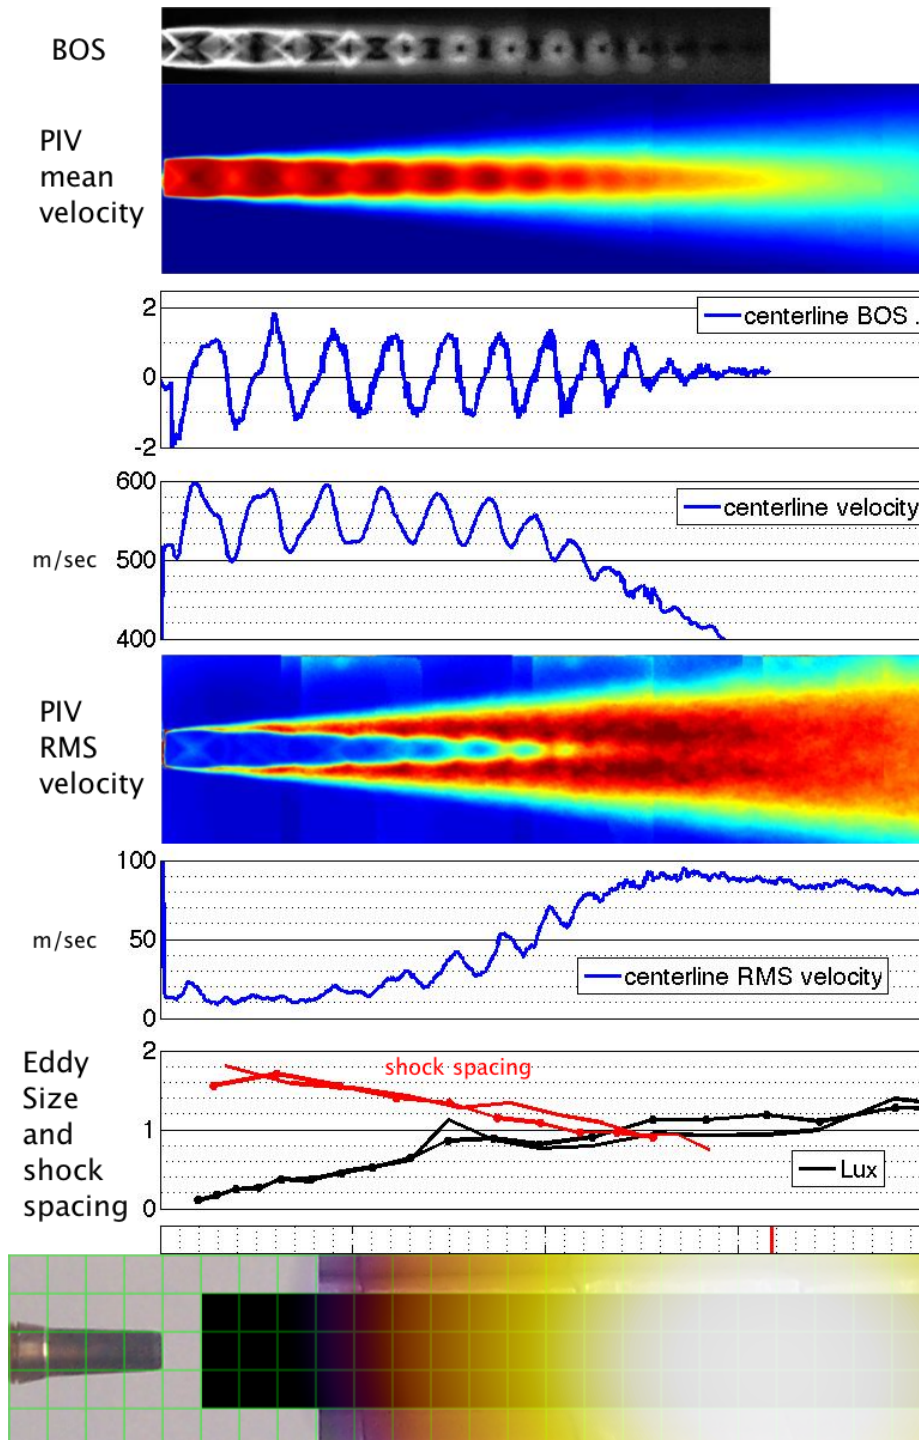 BOS
PIV
mean
velocity
2
0
-2
centerline BOS .
600
500
400
m/sec
centerline velocity
PIV
RMS
velocity
100
50
0
m/sec
centerline RMS velocity
Eddy
Size
and
shock
spacing
2
1
0
shock spacing
Lux